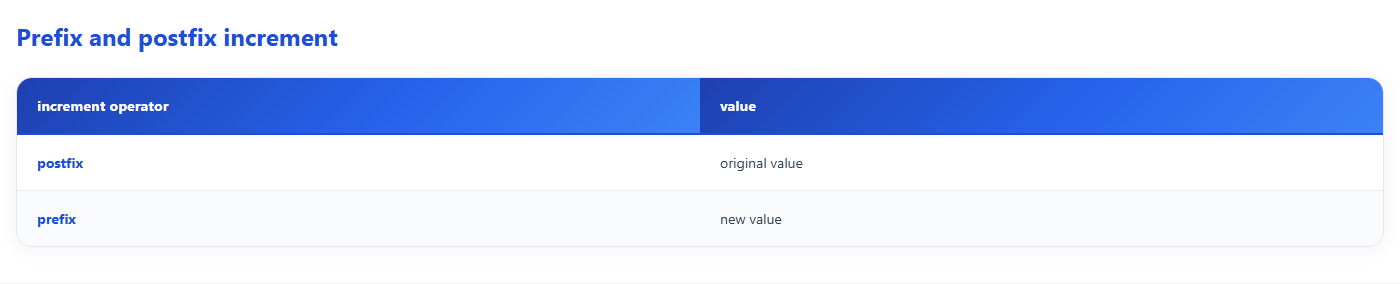 Prefix and postfix increment
increment operator value
postfix original value
prefix new value